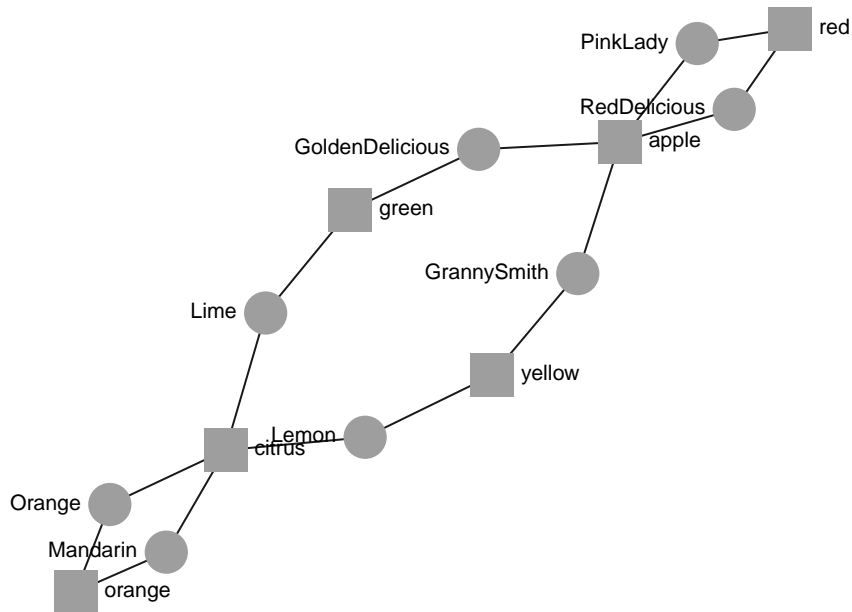 red
PinkLady
RedDelicious
apple
GoldenDelicious
green
GrannySmith
Lime
yellow
Lemon
citrus
Orange
Mandarin
orange